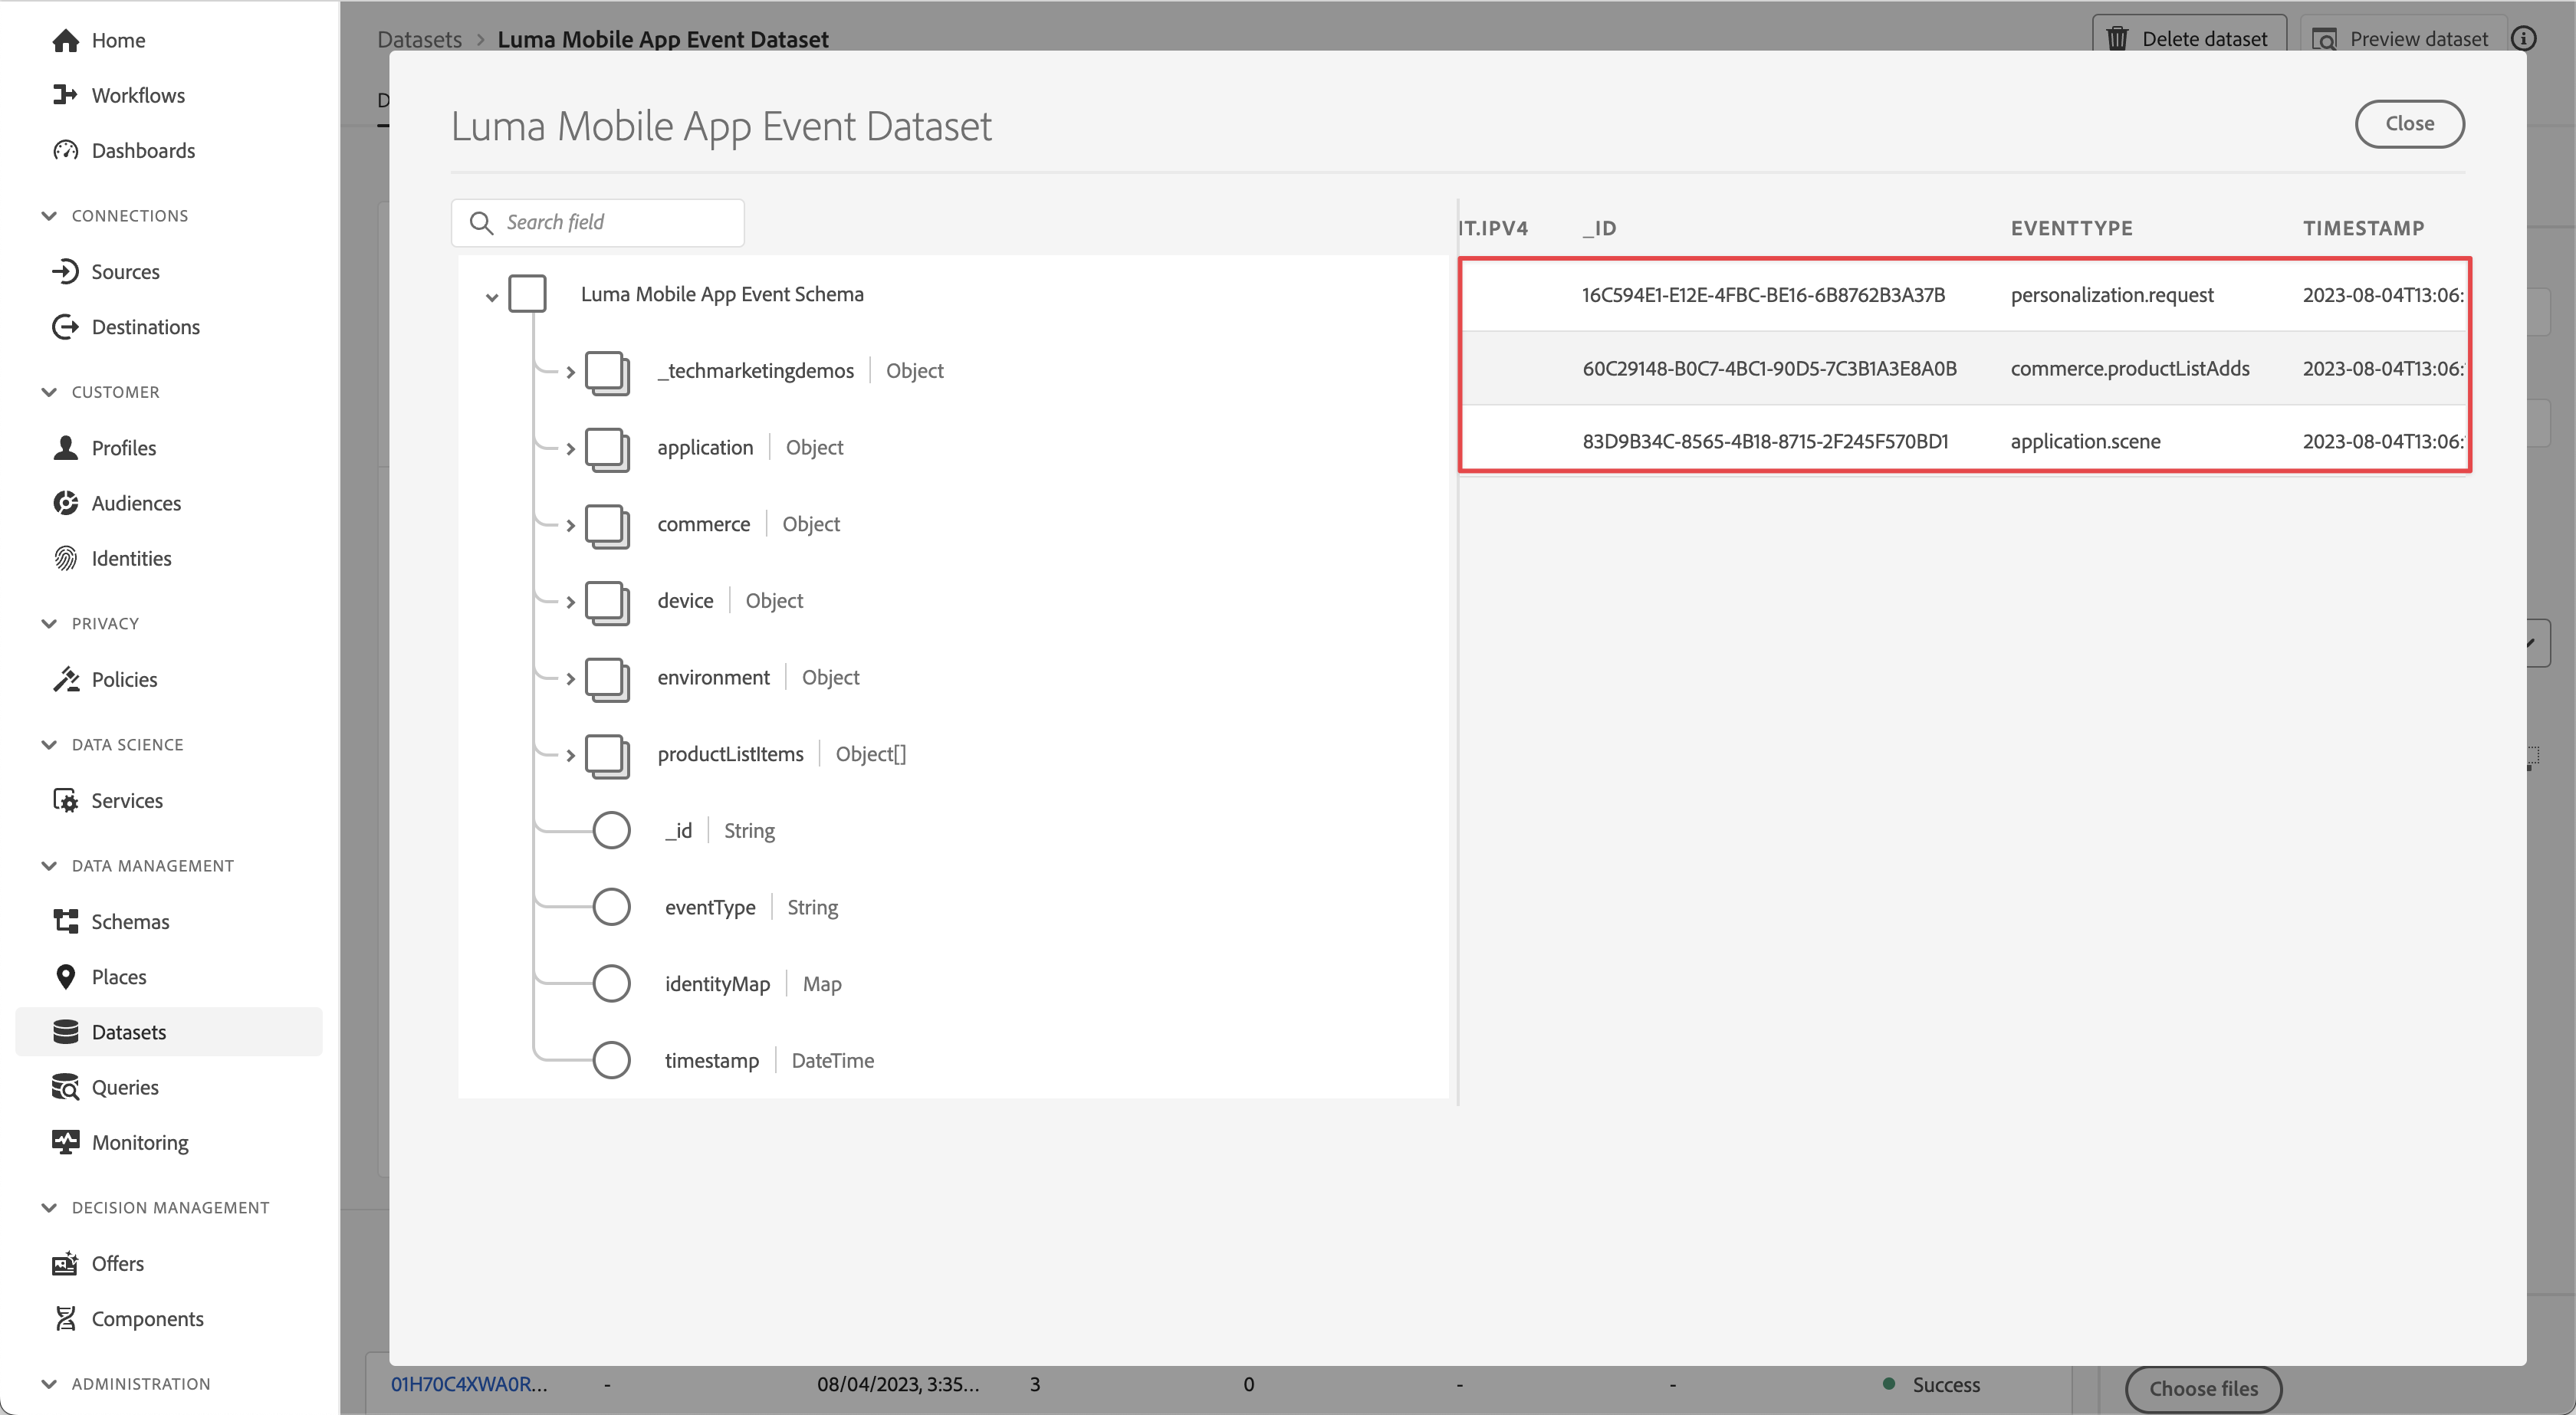 Home
Workflows
Dashboards
CONNECTIONS
Sources
Destinations
CUSTOMER
Profiles
Audiences
Identities
PRIVACY
Policies
DATA SCIENCE
Services
DATA MANAGEMENT
Schemas
Places
Datasets
Queries
Monitoring
DECISION MANAGEMENT
Offers
Components
ADMINISTRATION
Datasets > Luma Mobile App Event Dataset
Delete dataset
Preview dataset
D
Luma Mobile App Event Dataset
Close
Search field
Luma Mobile App Event Schema
_techmarketingdemos | Object
application | Object
commerce | Object
device | Object
environment | Object
productListItems | Object[]
_id | String
eventType | String
identityMap | Map
timestamp | DateTime
IT.IPV4 _ID EVENTTYPE TIMESTAMP
16C594E1-E12E-4FBC-BE16-6B8762B3A37B personalization.request 2023-08-04T13:06:
60C29148-B0C7-4BC1-90D5-7C3B1A3E8A0B commerce.productListAdds 2023-08-04T13:06:
83D9B34C-8565-4B18-8715-2F245F570BD1 application.scene 2023-08-04T13:06:
01H70C4XWA0R... - 08/04/2023, 3:35... 3 0 - - Success
Choose files